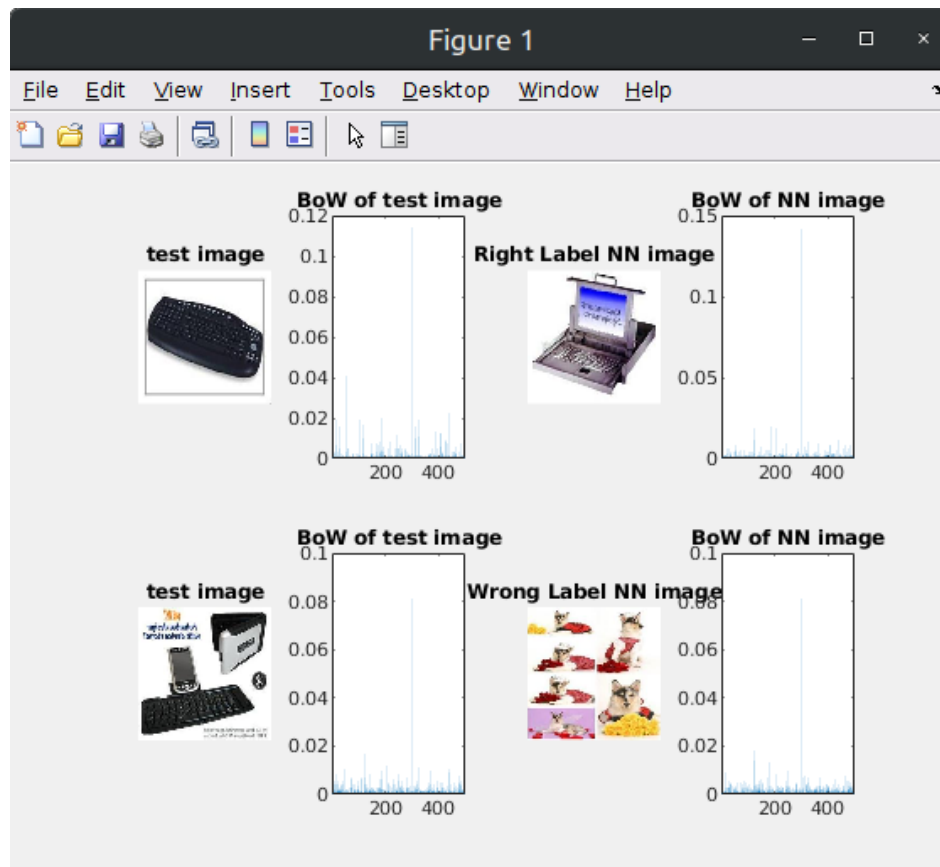 Figure 1
File Edit View Insert Tools Desktop Window Help
BoW of test image
0.12
0.1
0.08
0.06
0.04
0.02
0
200 400
test image
Right Label NN image
BoW of NN image
0.15
0.1
0.05
0
200 400
BoW of test image
0.1
0.08
0.06
0.04
0.02
0
200 400
test image
Wrong Label NN image
BoW of NN image
0.1
0.08
0.06
0.04
0.02
0
200 400